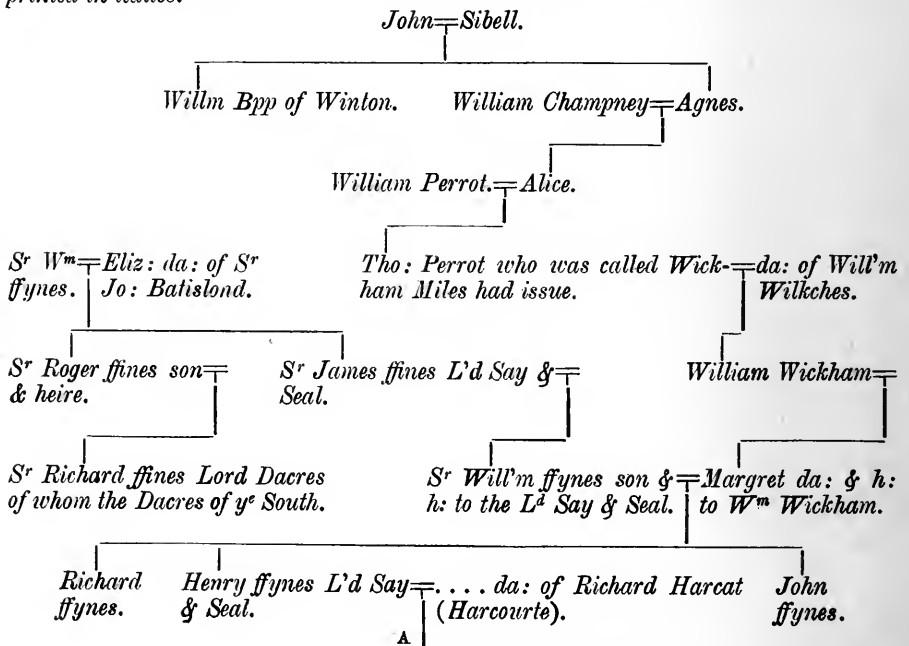 printed in italics.
John=Sibell.
Willm Bpp of Winton. William Champney=Agnes.
William Perrot.=Alice.
Sr Wm=Eliz: da: of Sr Tho: Perrot who was called Wick-=da: of Will'm
ffynes. Jo: Batislond. ham Miles had issue. Wilkches.
Sr Roger ffines son= Sr James ffines L'd Say &= William Wickham=
& heire. Seal.
Sr Richard ffines Lord Dacres Sr Will'm ffynes son &=Margret da: & h:
of whom the Dacres of ye South. h: to the Ld Say & Seal. to Wm Wickham.
Richard Henry ffynes L'd Say=.... da: of Richard Harcat John
ffynes. & Seal. (Harcourte). ffynes.
A